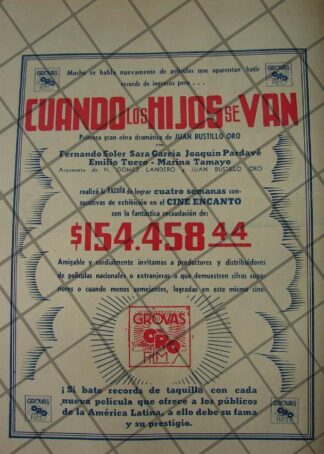 GROVAS
ORO
FILMS
Mucho se habla nuevamente de películas que aparentan batir
records de ingresos pero...
GROVAS
ORO
FILMS
CUANDO LOS HIJOS SE VAN
Primera gran obra dramática de JUAN BUSTILLO ORO
Fernando Soler Sara García Joaquín Pardavé
Emilio Tuero - Marina Tamayo
Argumento de H. GOMEZ LANDERO y JUAN BUSTILLO ORO
realizó la hazaña de lograr cuatro semanas con-
secutivas de exhibición en el CINE ENCANTO
con la fantástica recaudación de:
$154.458 44
Amigable y cordialmente invitamos a productores y distribuidores
de películas nacionales o extranjeras a que demuestren cifras supe-
riores o cuando menos semejantes, logradas en este mismo cine
GROVAS
ORO
FILMS
¡Si bate records de taquilla con cada
nueva película que ofrece a los públicos
de la América Latina, a ello debe su fama
y su prestigio.
GROVAS
ORO
FILMS
GROVAS
ORO
FILMS